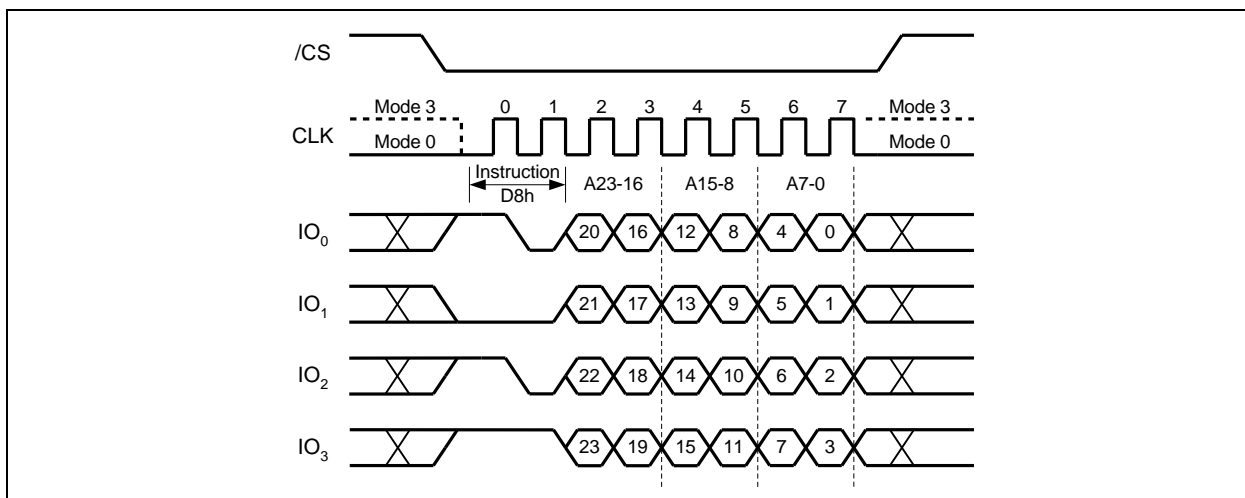 /CS
Mode 3 0 1 2 3 4 5 6 7 Mode 3
CLK
Mode 0 Mode 0
Instruction
D8h
A23-16 A15-8 A7-0
IO0 20 16 12 8 4 0
IO1 21 17 13 9 5 1
IO2 22 18 14 10 6 2
IO3 23 19 15 11 7 3